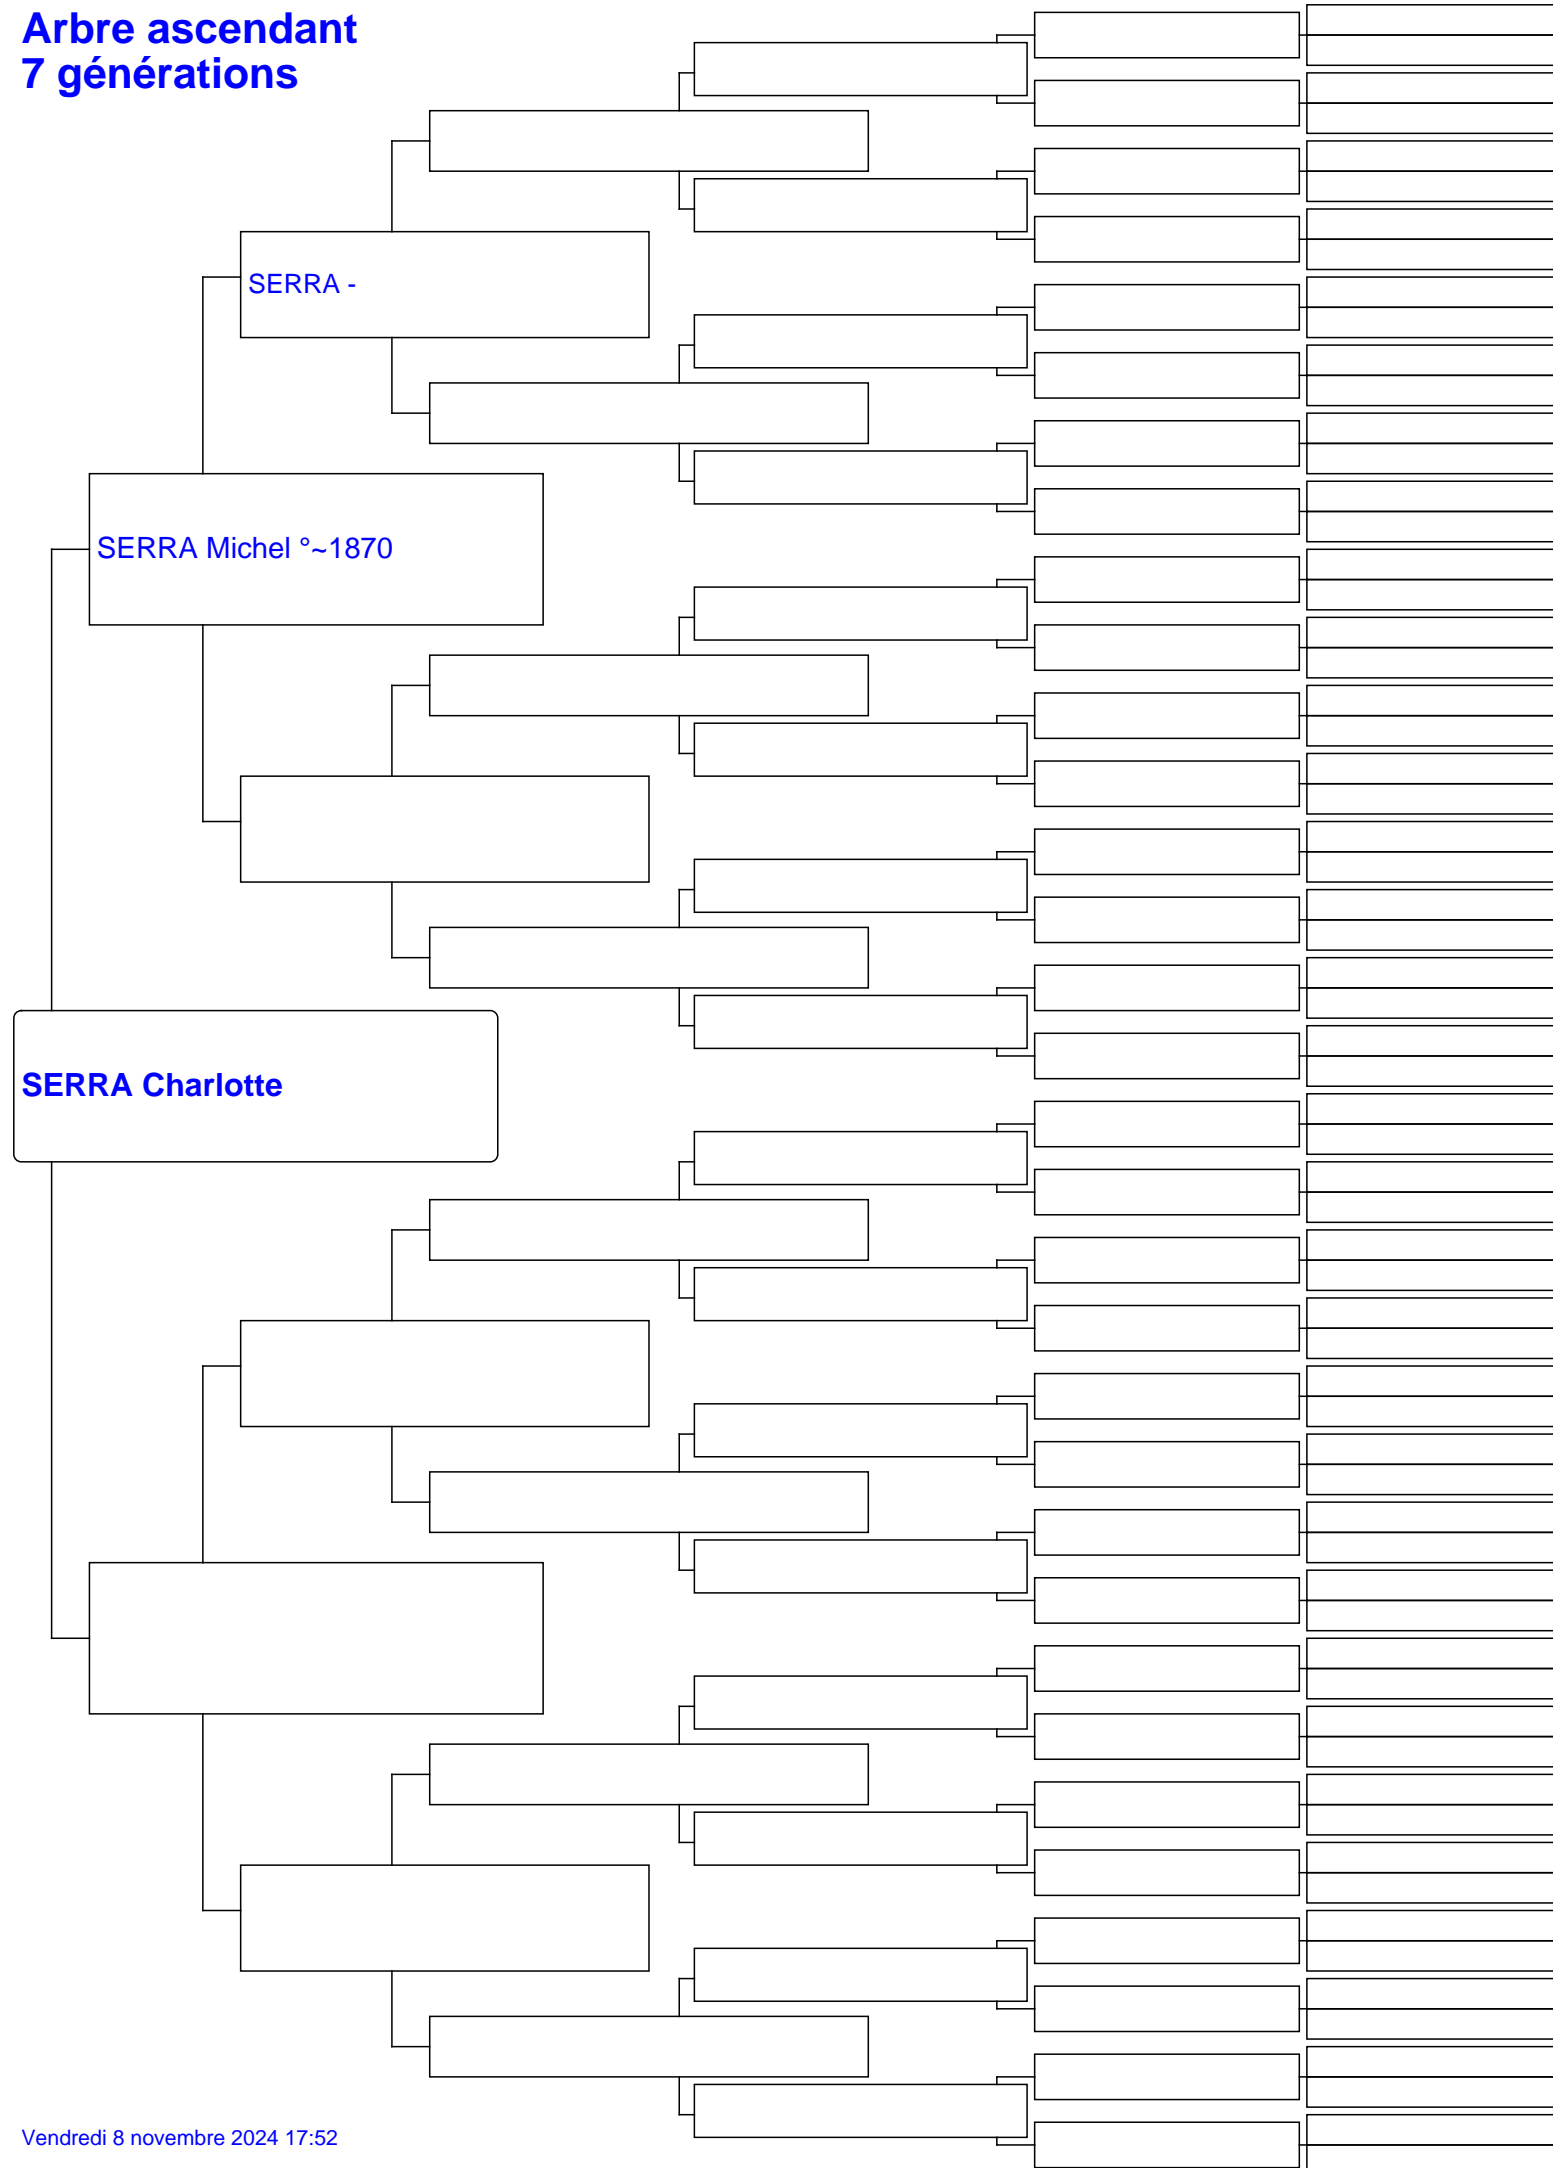 Arbre ascendant
7 générations
SERRA -
SERRA Michel °~1870
SERRA Charlotte
Vendredi 8 novembre 2024 17:52